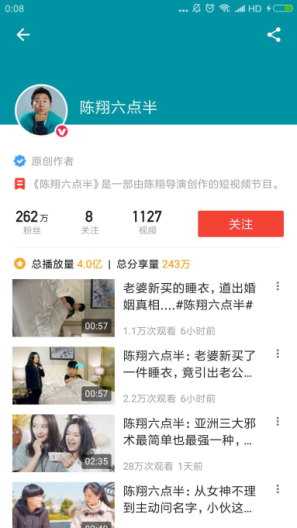 0:08
HD
陈翔六点半
原创作者
《陈翔六点半》是一部由陈翔导演创作的短视频节目。
262万 8 1127 关注
粉丝 关注 视频
总播放量 4.0亿 | 总分享量 243万
老婆新买的睡衣，道出婚
姻真相....#陈翔六点半#
00:57
1.1万次观看 6小时前
陈翔六点半：老婆新买了
一件睡衣，竟引出老公...
00:57
2.2万次观看 6小时前
陈翔六点半：亚洲三大邪
术最简单也最强一种，...
02:35
28万次观看 1天前
陈翔六点半：从女神不理
到主动问名字，小伙这...